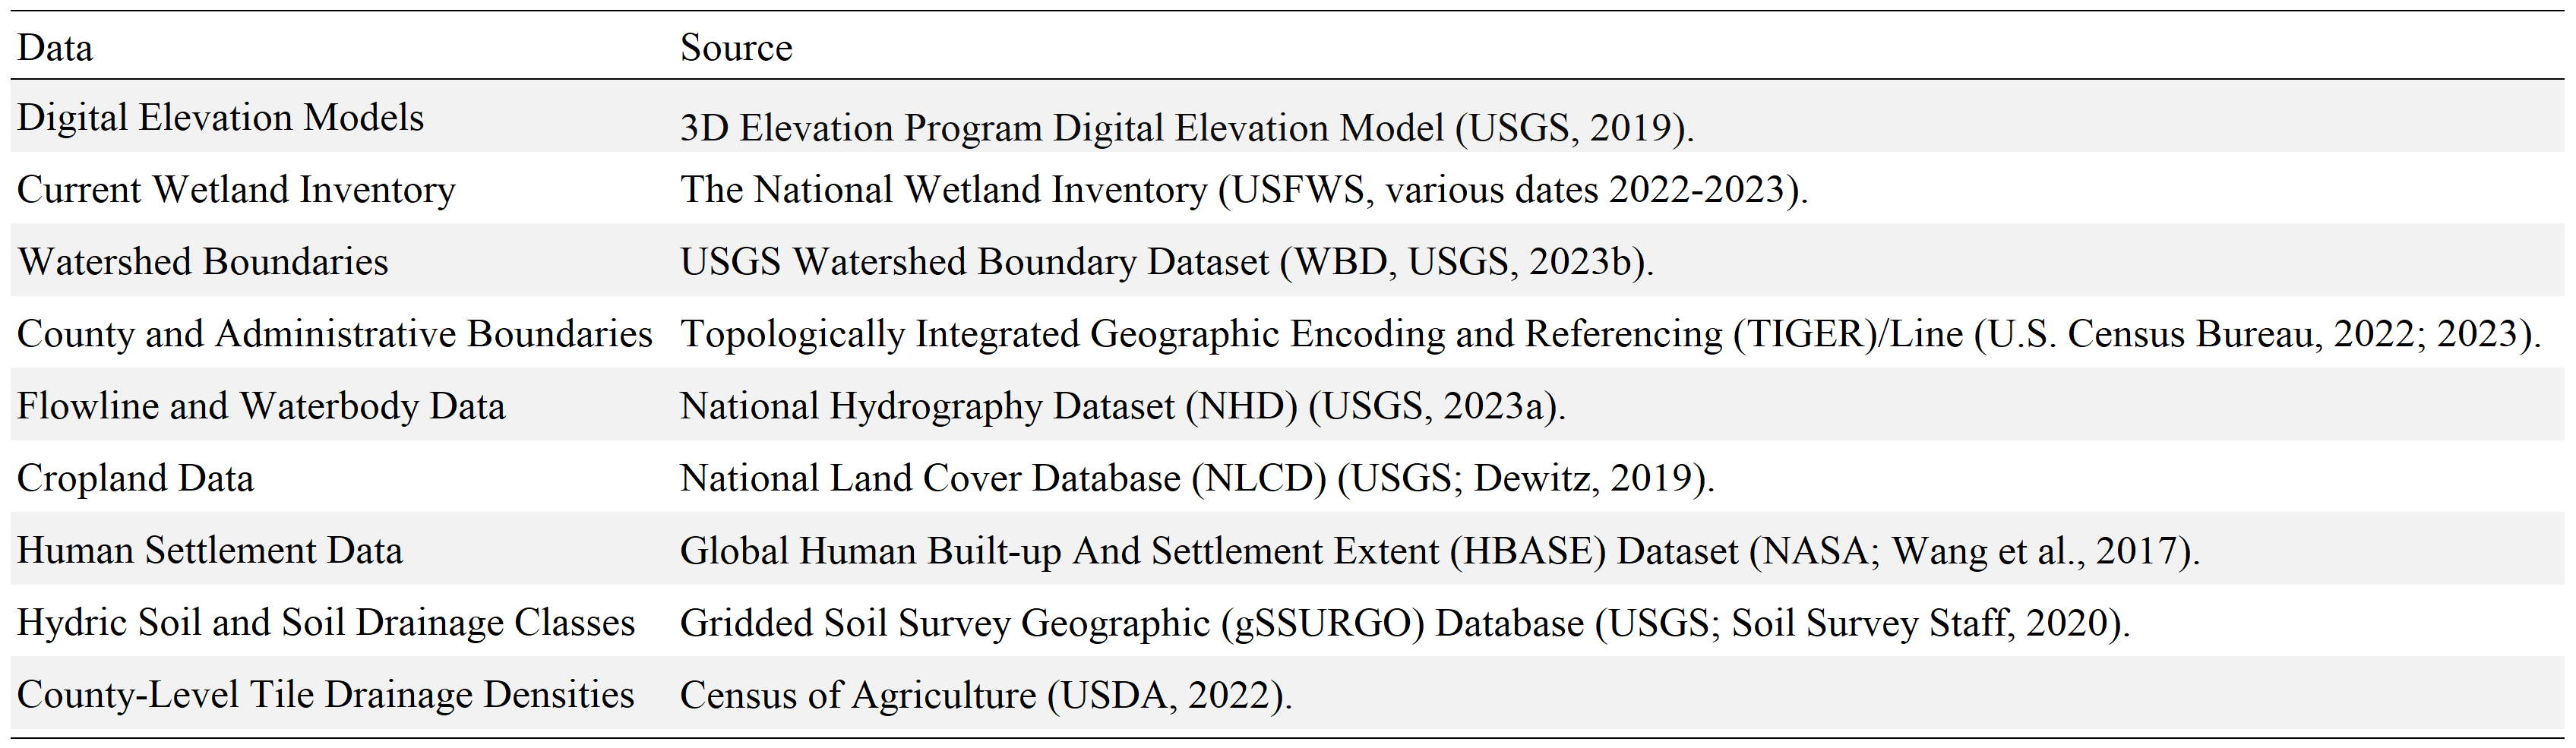 Data Source
Digital Elevation Models 3D Elevation Program Digital Elevation Model (USGS, 2019).
Current Wetland Inventory The National Wetland Inventory (USFWS, various dates 2022-2023).
Watershed Boundaries USGS Watershed Boundary Dataset (WBD, USGS, 2023b).
County and Administrative Boundaries Topologically Integrated Geographic Encoding and Referencing (TIGER)/Line (U.S. Census Bureau, 2022; 2023).
Flowline and Waterbody Data National Hydrography Dataset (NHD) (USGS, 2023a).
Cropland Data National Land Cover Database (NLCD) (USGS; Dewitz, 2019).
Human Settlement Data Global Human Built-up And Settlement Extent (HBASE) Dataset (NASA; Wang et al., 2017).
Hydric Soil and Soil Drainage Classes Gridded Soil Survey Geographic (gSSURGO) Database (USGS; Soil Survey Staff, 2020).
County-Level Tile Drainage Densities Census of Agriculture (USDA, 2022).